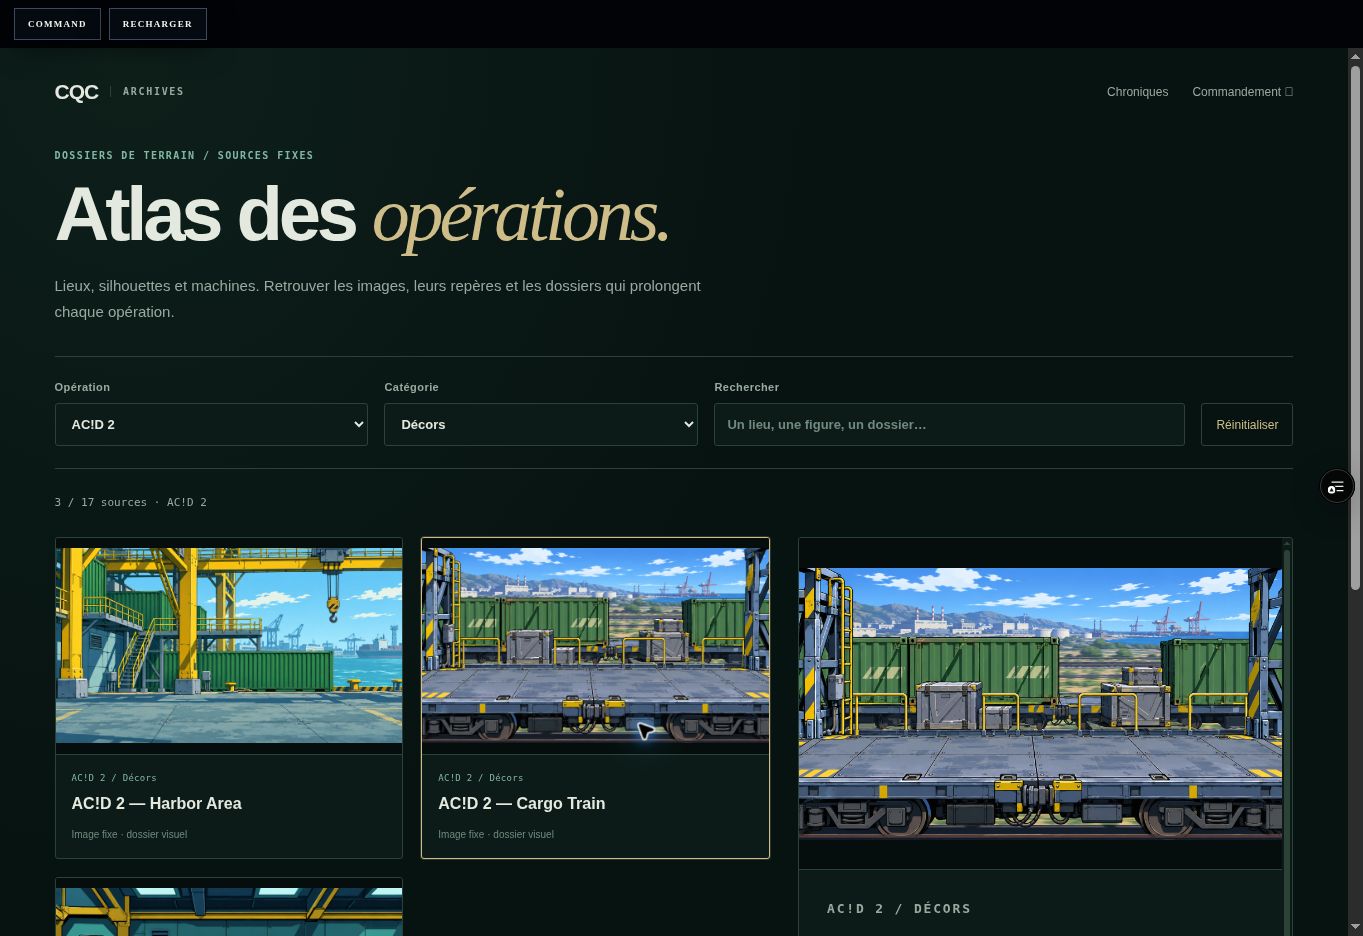 COMMAND
RECHARGER
CQC
ARCHIVES
Chroniques
Commandement
DOSSIERS DE TERRAIN / SOURCES FIXES
Atlas des opérations.
Lieux, silhouettes et machines. Retrouver les images, leurs repères et les dossiers qui prolongent
chaque opération.
Opération
Catégorie
Rechercher
AC!D 2
Décors
Un lieu, une figure, un dossier…
Réinitialiser
3 / 17 sources · AC!D 2
AC!D 2 / Décors
AC!D 2 — Harbor Area
Image fixe · dossier visuel
AC!D 2 / Décors
AC!D 2 — Cargo Train
Image fixe · dossier visuel
AC!D 2 / DÉCORS